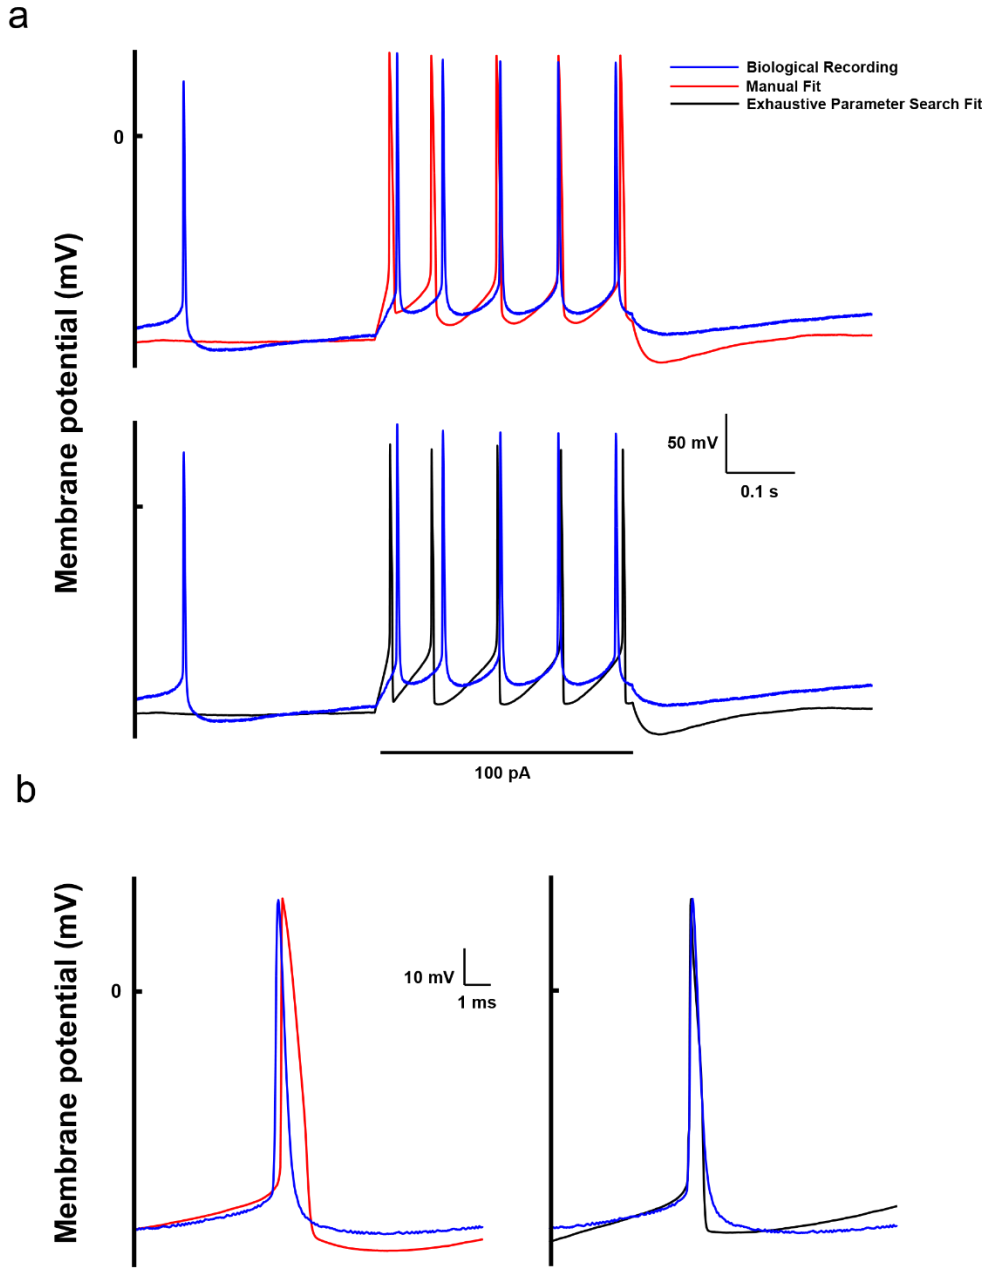 a
Biological Recording
Manual Fit
Exhaustive Parameter Search Fit
0
Membrane potential (mV)
50 mV
0.1 s
100 pA
b
Membrane potential (mV)
0
10 mV
1 ms